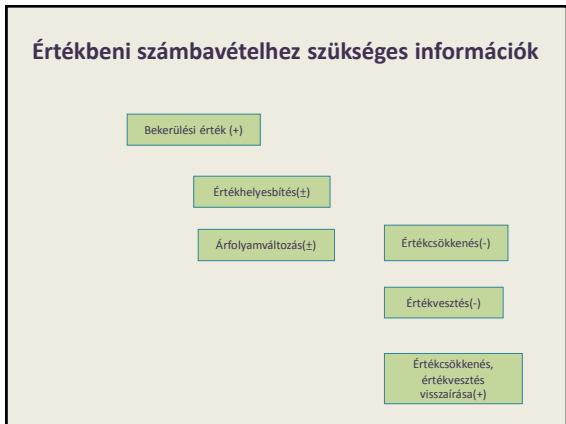 Értékbeni számbavételhez szükséges információk
Bekerülési érték (+)
Értékhelyesbítés(±)
Árfolyamváltozás(±)
Értékcsökkenés(-)
Értékvesztés(-)
Értékcsökkenés,
értékvesztés
visszaírása(+)